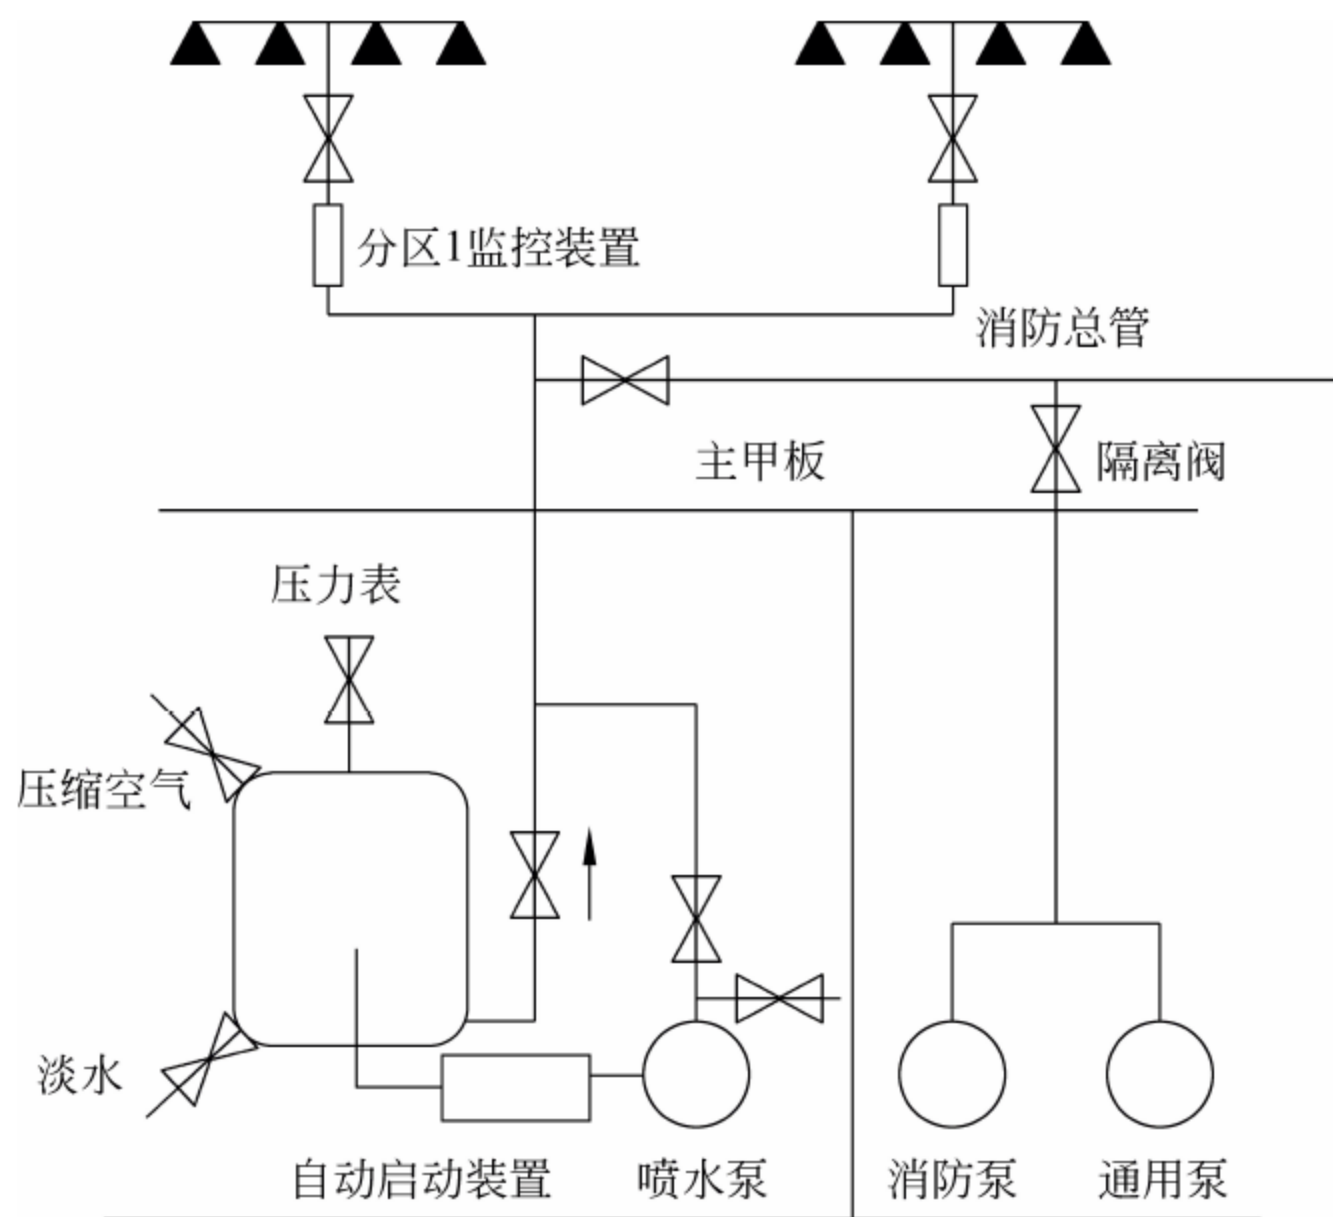 分区1监控装置
消防总管
主甲板
隔离阀
压力表
压缩空气
淡水
自动启动装置
喷水泵
消防泵
通用泵